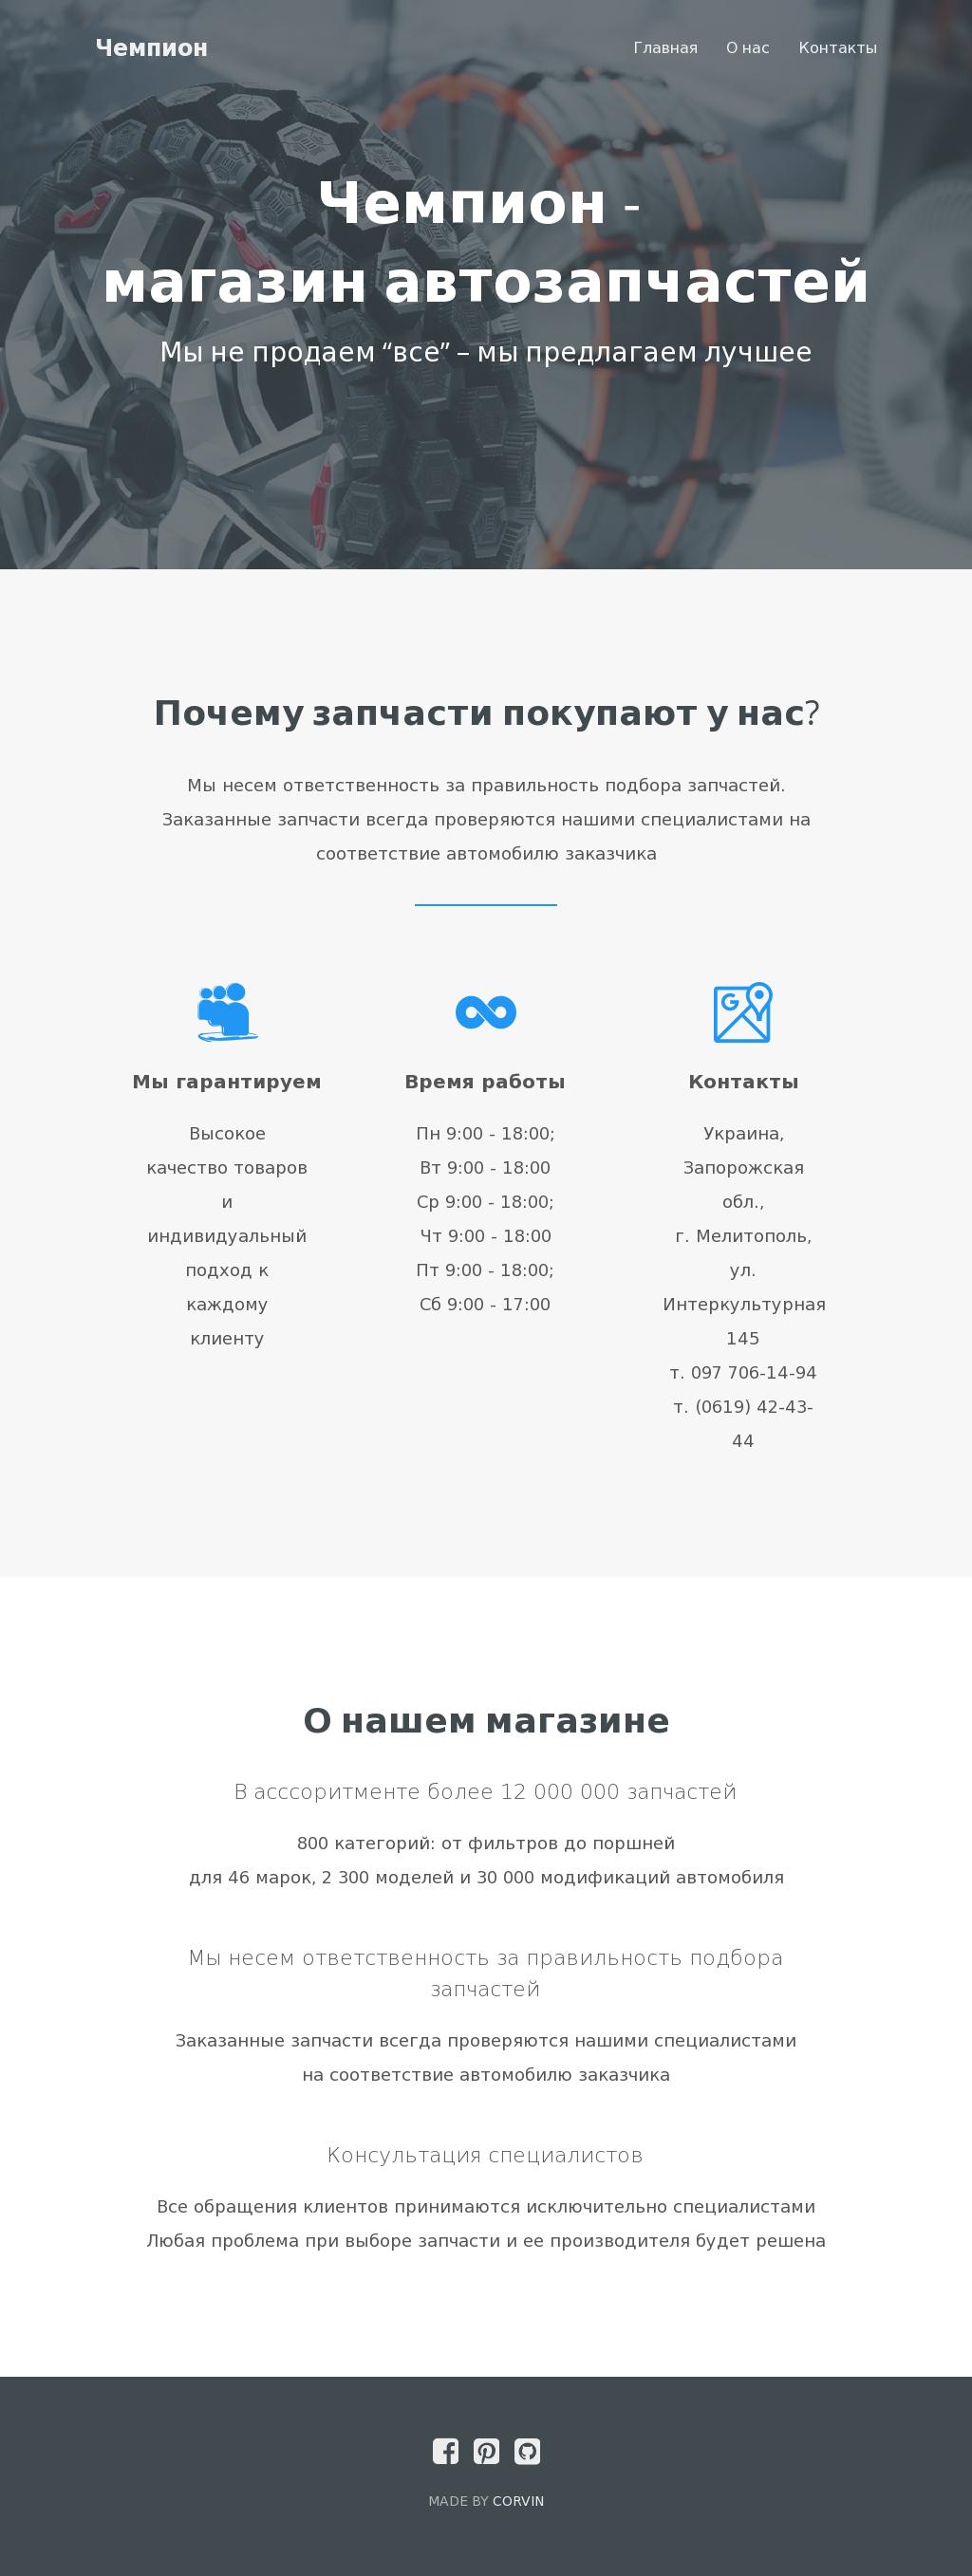 Чемпион
Главная О нас Контакты
Чемпион -
магазин автозапчастей
Мы не продаем “все” – мы предлагаем лучшее
Почему запчасти покупают у нас?
Мы несем ответственность за правильность подбора запчастей.
Заказанные запчасти всегда проверяются нашими специалистами на
соответствие автомобилю заказчика
Мы гарантируем
Высокое
качество товаров
и
индивидуальный
подход к
каждому
клиенту
Время работы
Пн 9:00 - 18:00;
Вт 9:00 - 18:00
Ср 9:00 - 18:00;
Чт 9:00 - 18:00
Пт 9:00 - 18:00;
Сб 9:00 - 17:00
Контакты
Украина,
Запорожская
обл.,
г. Мелитополь,
ул.
Интеркультурная
145
т. 097 706-14-94
т. (0619) 42-43-
44
О нашем магазине
В асссоритменте более 12 000 000 запчастей
800 категорий: от фильтров до поршней
для 46 марок, 2 300 моделей и 30 000 модификаций автомобиля
Мы несем ответственность за правильность подбора
запчастей
Заказанные запчасти всегда проверяются нашими специалистами
на соответствие автомобилю заказчика
Консультация специалистов
Все обращения клиентов принимаются исключительно специалистами
Любая проблема при выборе запчасти и ее производителя будет решена
MADE BY CORVIN